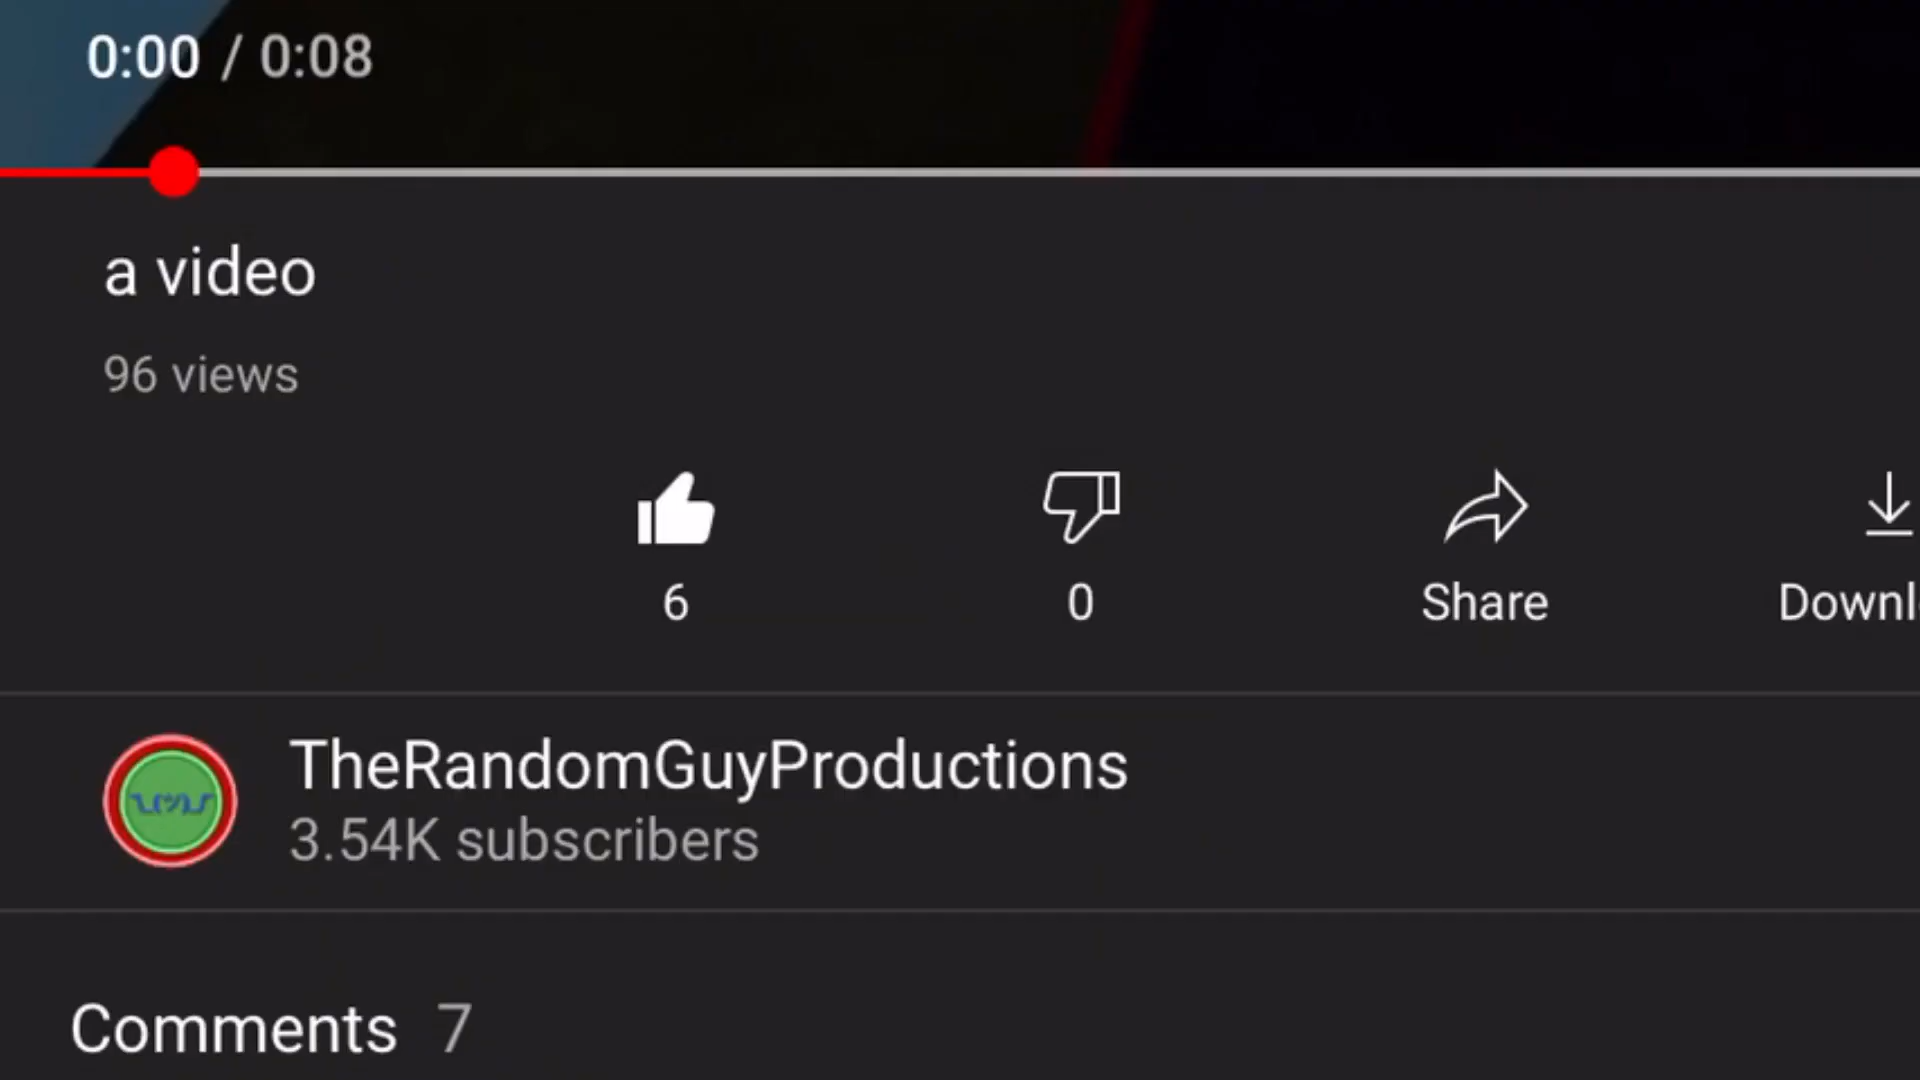 0:00 / 0:08
a video
96 views
6
0
Share
Downl
TheRandomGuyProductions
3.54K subscribers
Comments 7